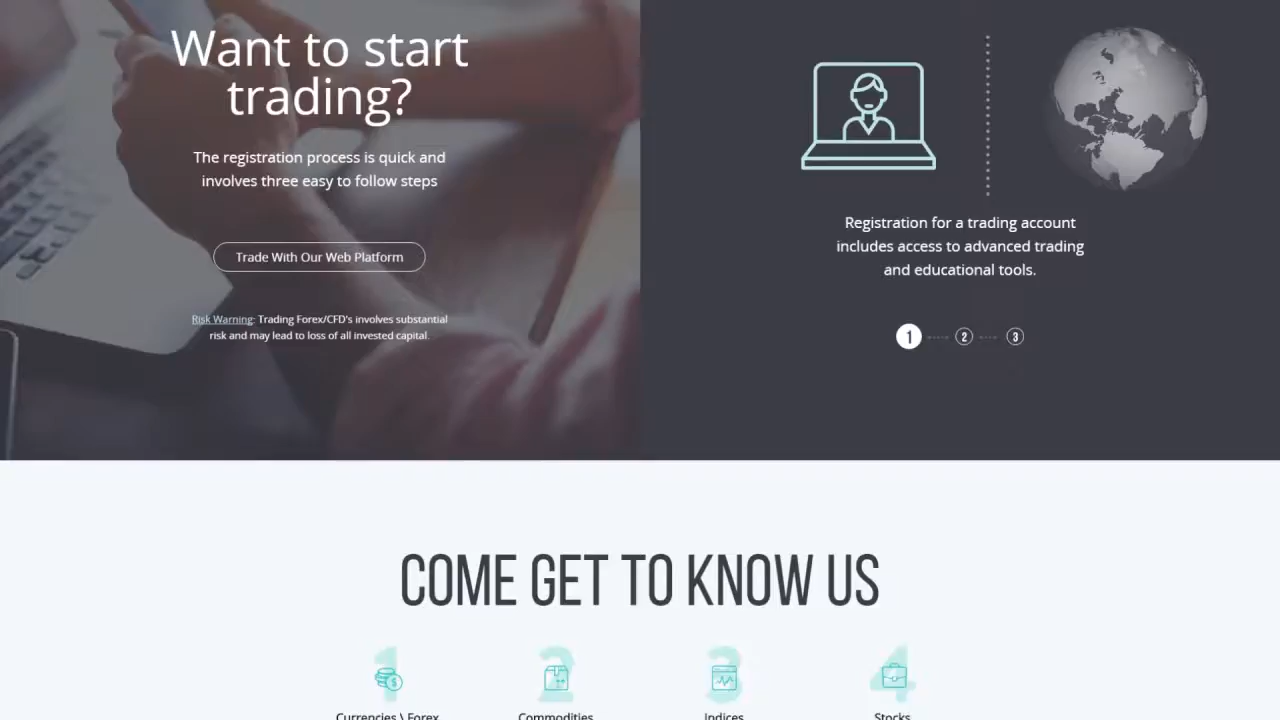 Want to start
trading?
The registration process is quick and
involves three easy to follow steps
Trade With Our Web Platform
Risk Warning: Trading Forex/CFD's involves substantial
risk and may lead to loss of all invested capital.
Registration for a trading account
includes access to advanced trading
and educational tools.
1 2 3
COME GET TO KNOW US
1 2 3 4
Currencies \ Forex Commodities Indices Stocks